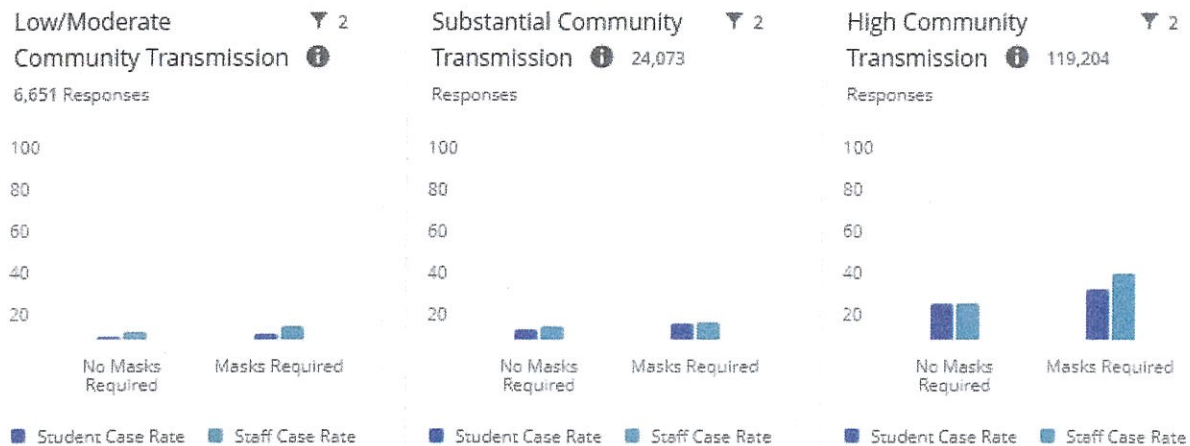 Low/Moderate 2
Community Transmission i
6,651 Responses
100
80
60
40
20
No Masks
Required
Masks Required
Student Case Rate Staff Case Rate
Substantial Community 2
Transmission i 24,073
Responses
100
80
60
40
20
No Masks
Required
Masks Required
Student Case Rate Staff Case Rate
High Community 2
Transmission i 119,204
Responses
100
80
60
40
20
No Masks
Required
Masks Required
Student Case Rate Staff Case Rate